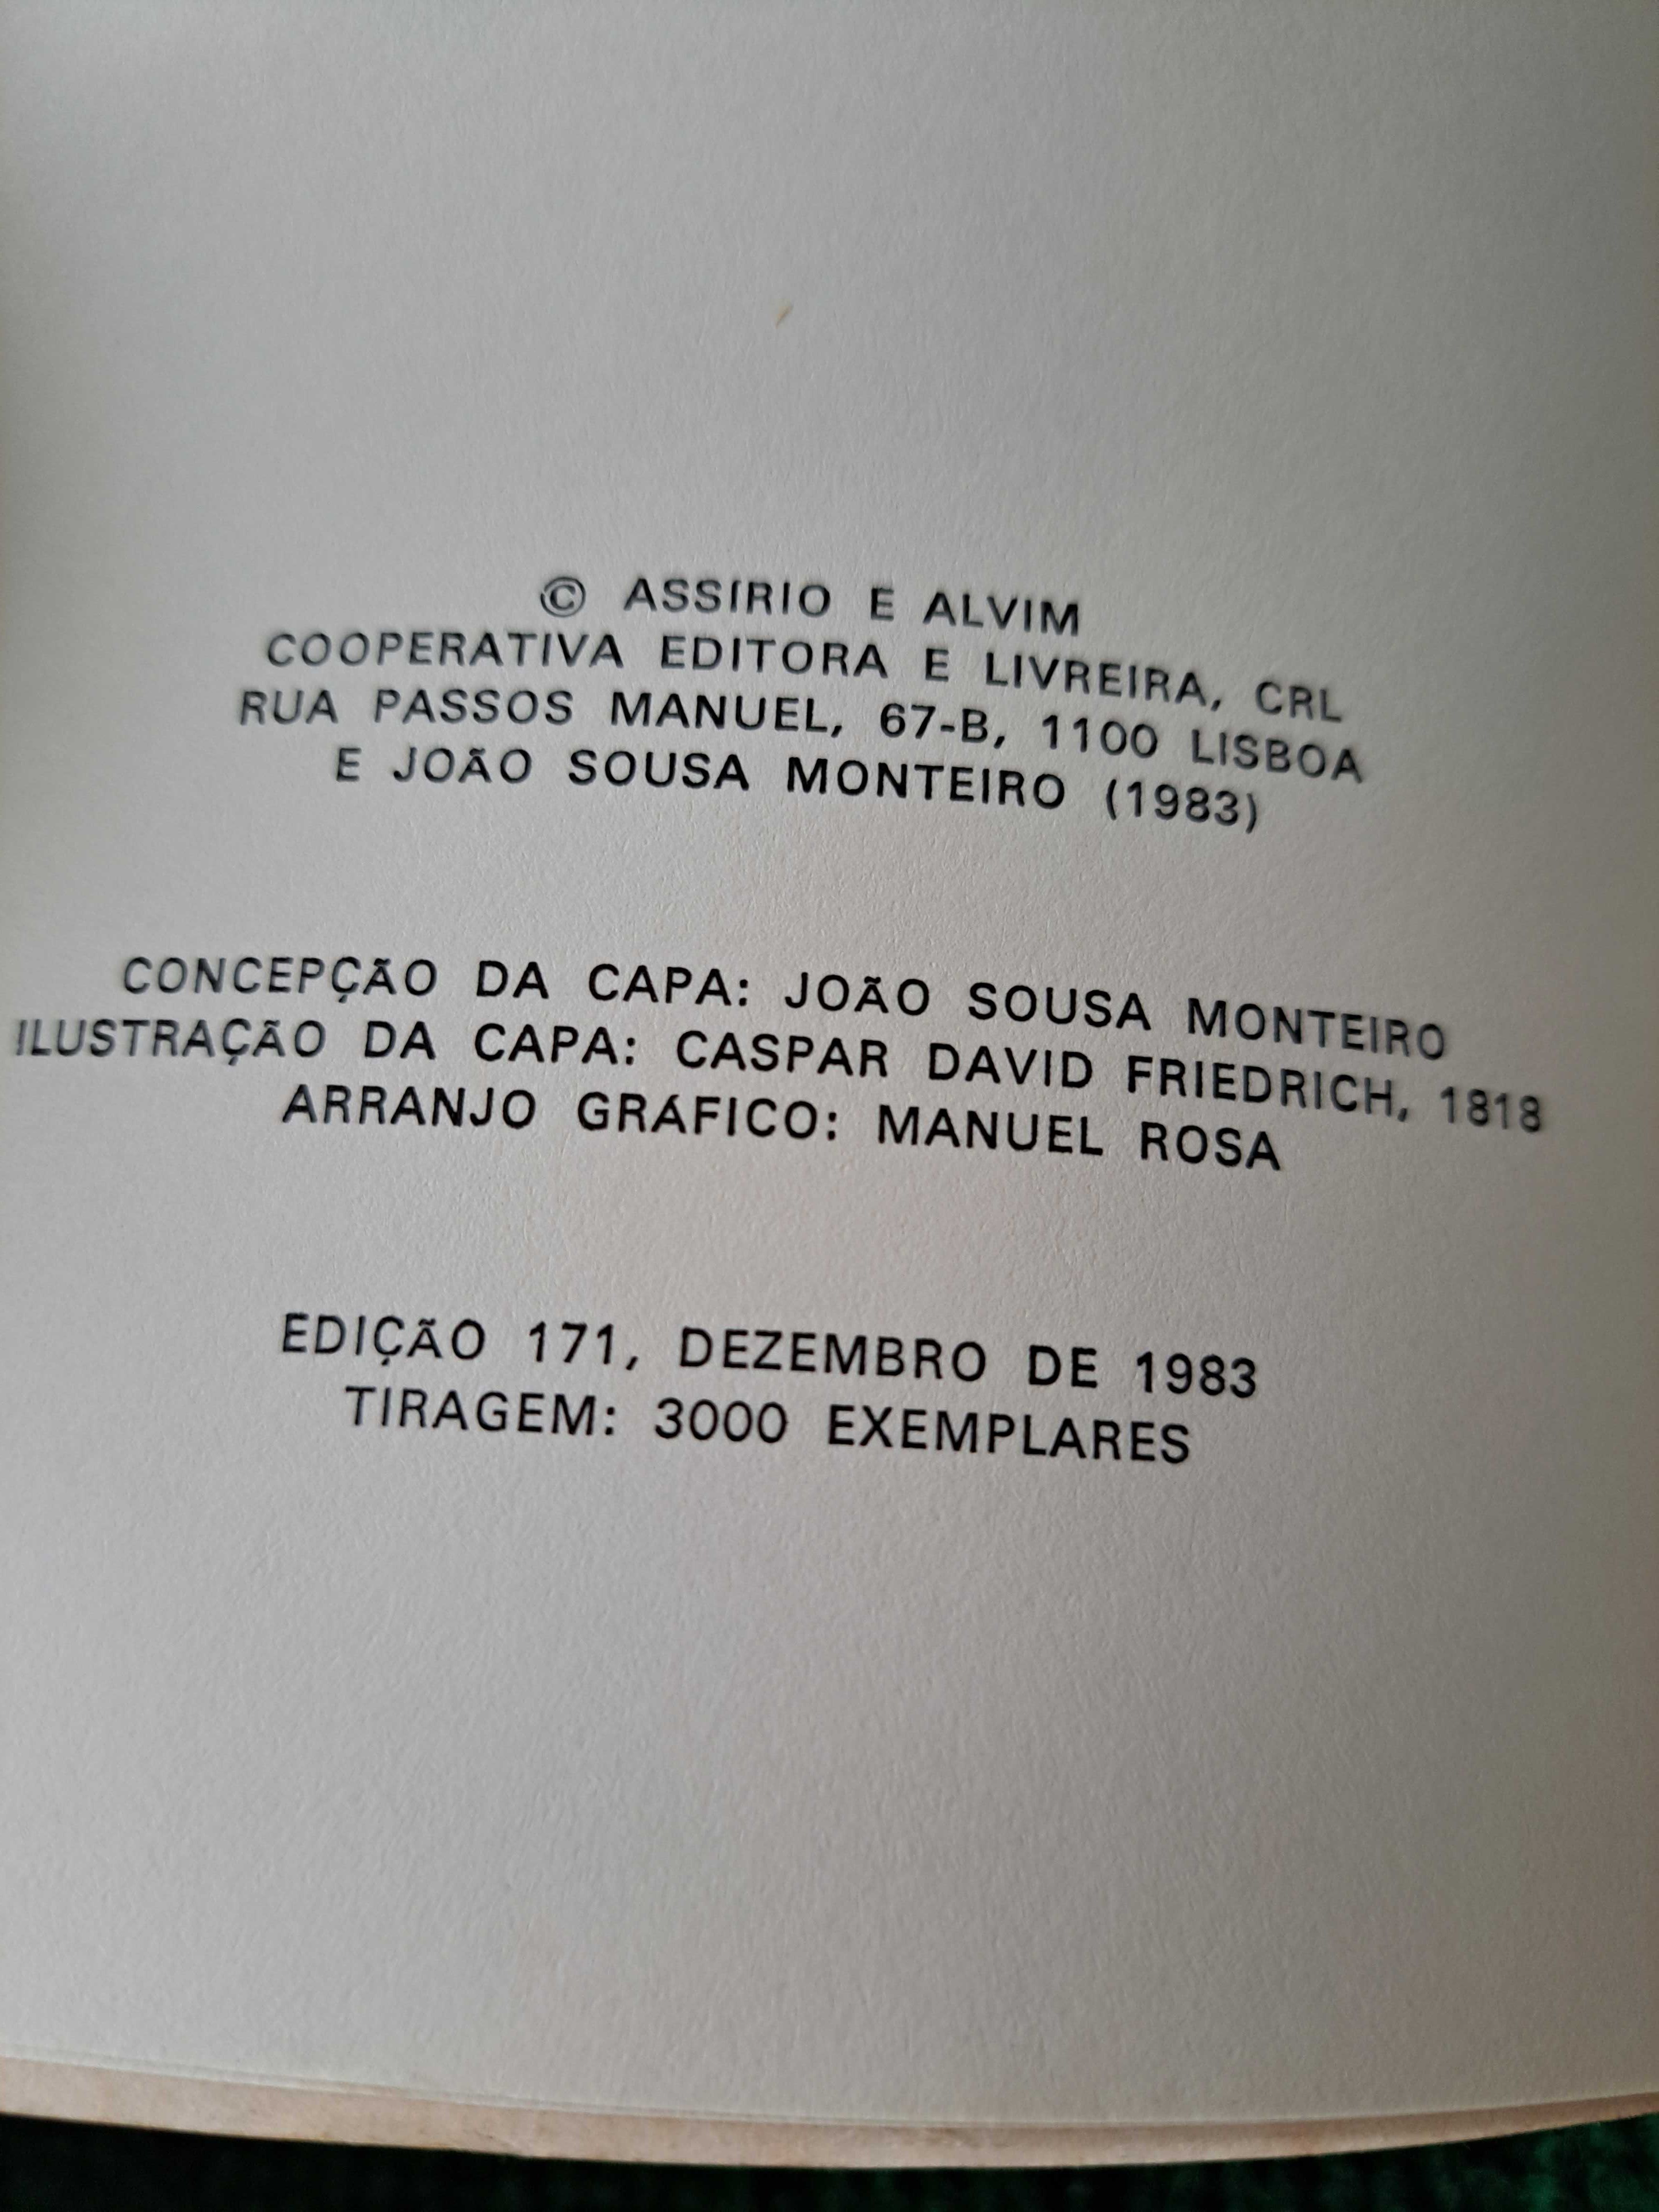 © ASSÍRIO E ALVIM
COOPERATIVA EDITORA E LIVREIRA, CRL
RUA PASSOS MANUEL, 67-B, 1100 LISBOA
E JOÃO SOUSA MONTEIRO (1983)
CONCEPÇÃO DA CAPA: JOÃO SOUSA MONTEIRO
ILUSTRAÇÃO DA CAPA: CASPAR DAVID FRIEDRICH, 1818
ARRANJO GRÁFICO: MANUEL ROSA
EDIÇÃO 171, DEZEMBRO DE 1983
TIRAGEM: 3000 EXEMPLARES